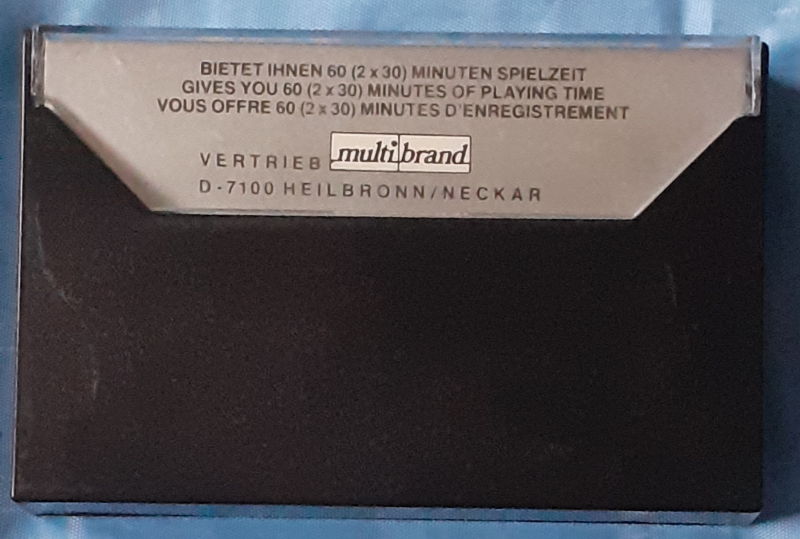 BIETET IHNEN 60 (2 x 30) MINUTEN SPIELZEIT
GIVES YOU 60 (2 x 30) MINUTES OF PLAYING TIME
VOUS OFFRE 60 (2 x 30) MINUTES D'ENREGISTREMENT
VERTRIEB multibrand
D-7100 HEILBRONN/NECKAR